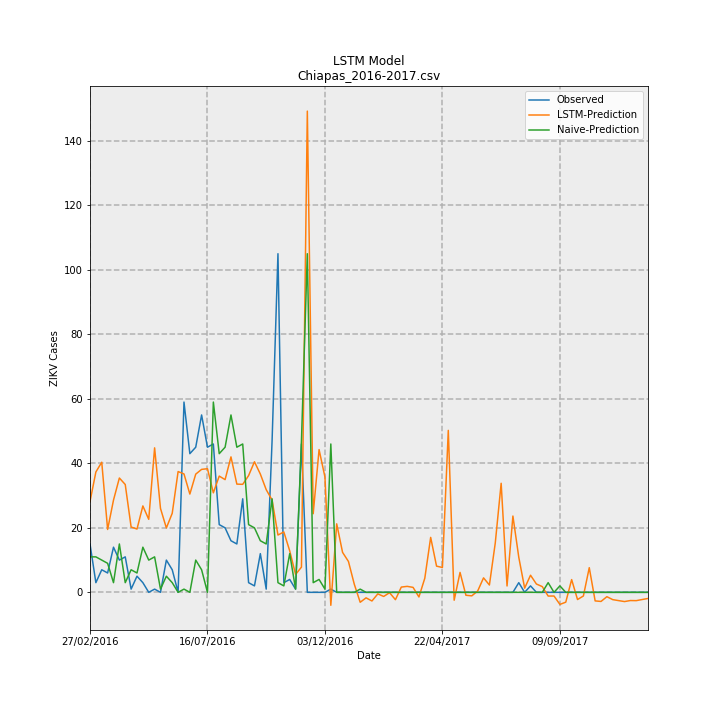 LSTM Model
Chiapas_2016-2017.csv
Observed
LSTM-Prediction
Naive-Prediction
140
120
100
80
60
40
20
0
ZIKV Cases
27/02/2016
16/07/2016
03/12/2016
22/04/2017
09/09/2017
Date